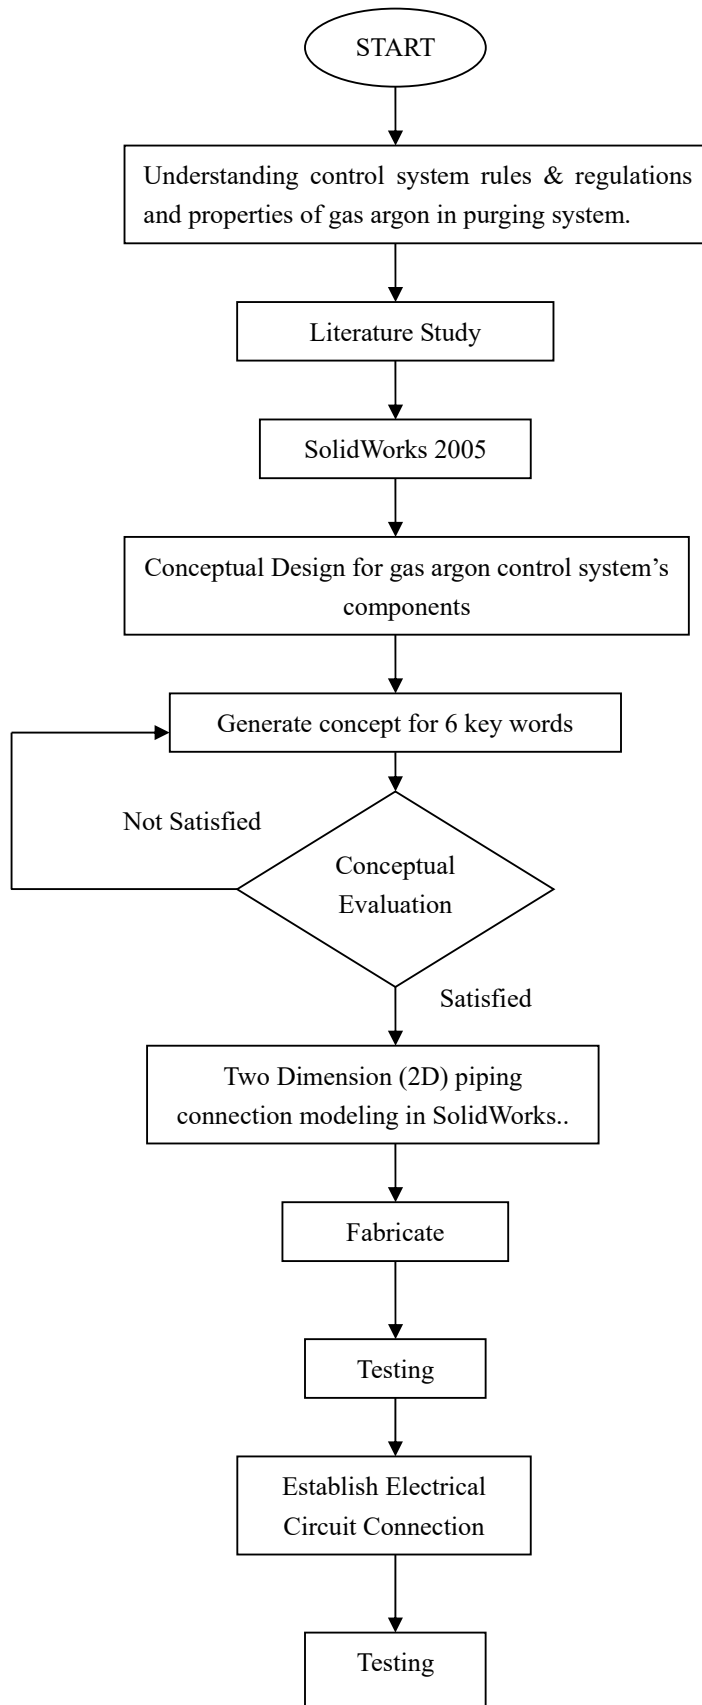 START
Understanding control system rules & regulations
and properties of gas argon in purging system.
Literature Study
SolidWorks 2005
Conceptual Design for gas argon control system’s
components
Generate concept for 6 key words
Not Satisfied
Conceptual
Evaluation
Satisfied
Two Dimension (2D) piping
connection modeling in SolidWorks..
Fabricate
Testing
Establish Electrical
Circuit Connection
Testing